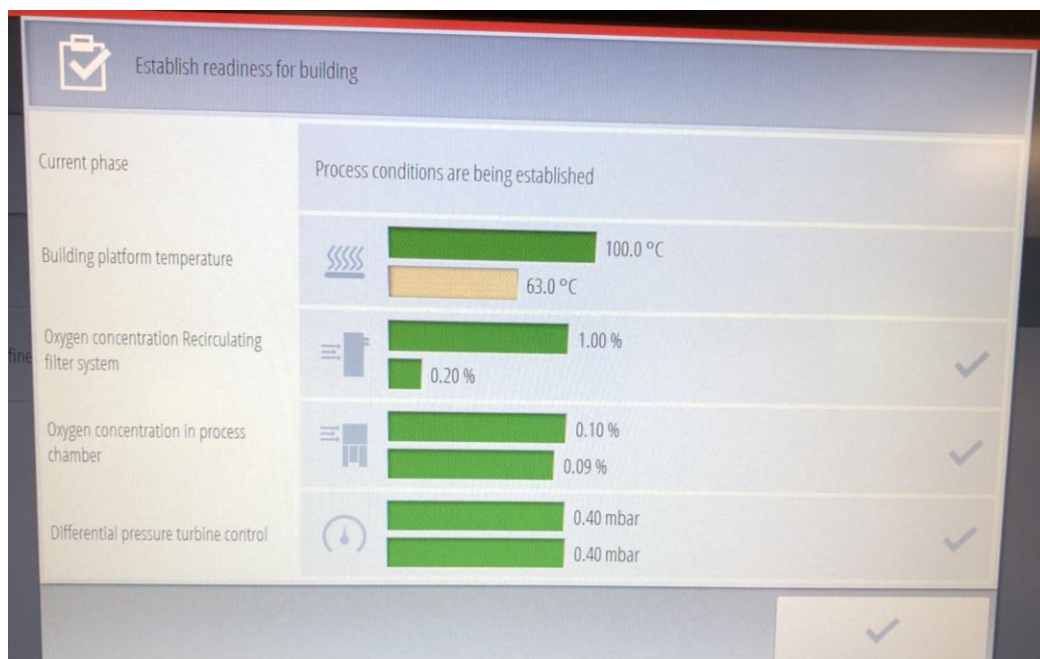 Establish readiness for building
Current phase
Process conditions are being established
Building platform temperature
100.0 °C
63.0 °C
Oxygen concentration Recirculating
filter system
1.00 %
0.20 %
Oxygen concentration in process
chamber
0.10 %
0.09 %
Differential pressure turbine control
0.40 mbar
0.40 mbar